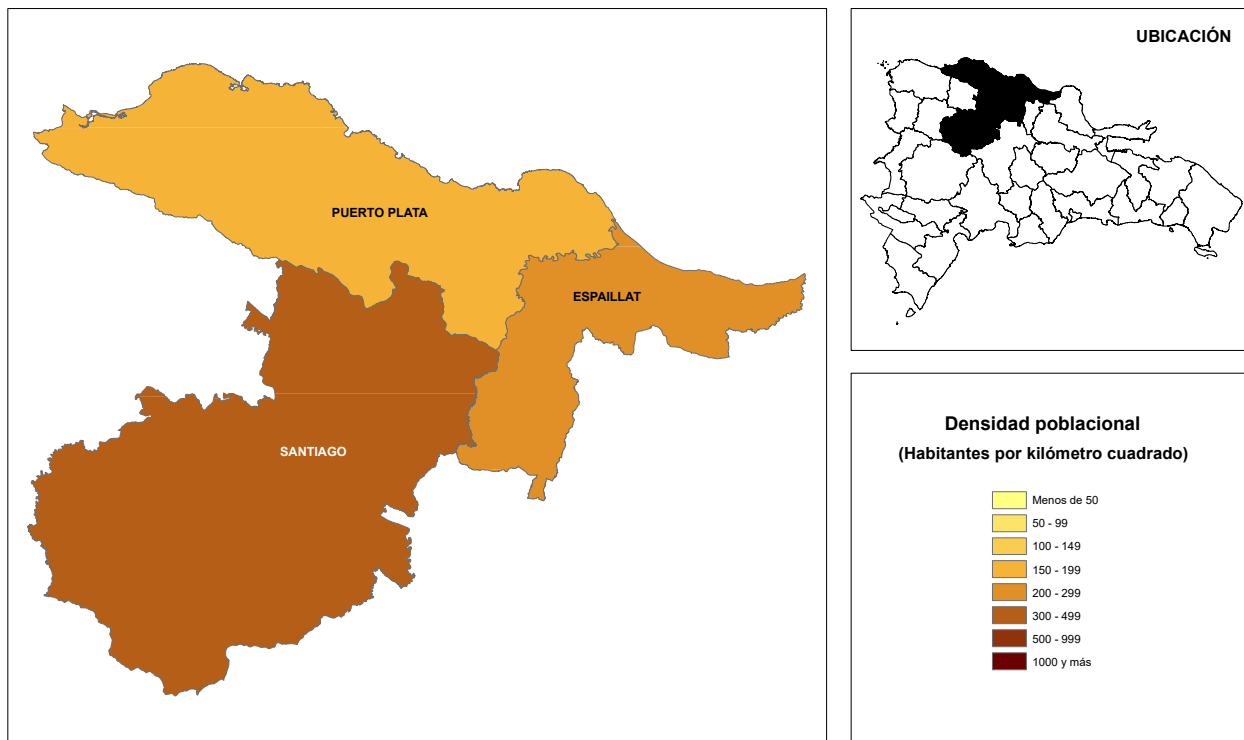 PUERTO PLATA
ESPAILLAT
SANTIAGO
UBICACIÓN
Densidad poblacional
(Habitantes por kilómetro cuadrado)
Menos de 50
50 - 99
100 - 149
150 - 199
200 - 299
300 - 499
500 - 999
1000 y más